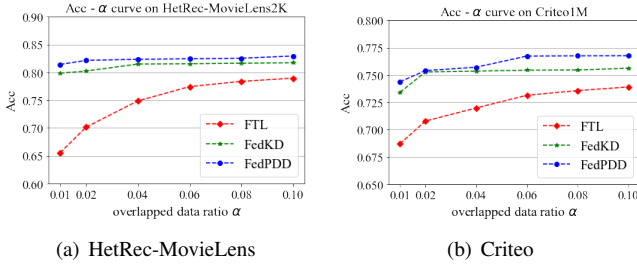 Acc - α curve on HetRec-MovieLens2K
0.90
0.85
0.80
0.75
0.70
0.65
0.60
Acc
0.01 0.02 0.04 0.06 0.08 0.10
overlapped data ratio α
FTL
FedKD
FedPDD
(a) HetRec-MovieLens
Acc - α curve on Criteo1M
0.800
0.775
0.750
0.725
0.700
0.675
0.650
Acc
0.01 0.02 0.04 0.06 0.08 0.10
overlapped data ratio α
FTL
FedKD
FedPDD
(b) Criteo